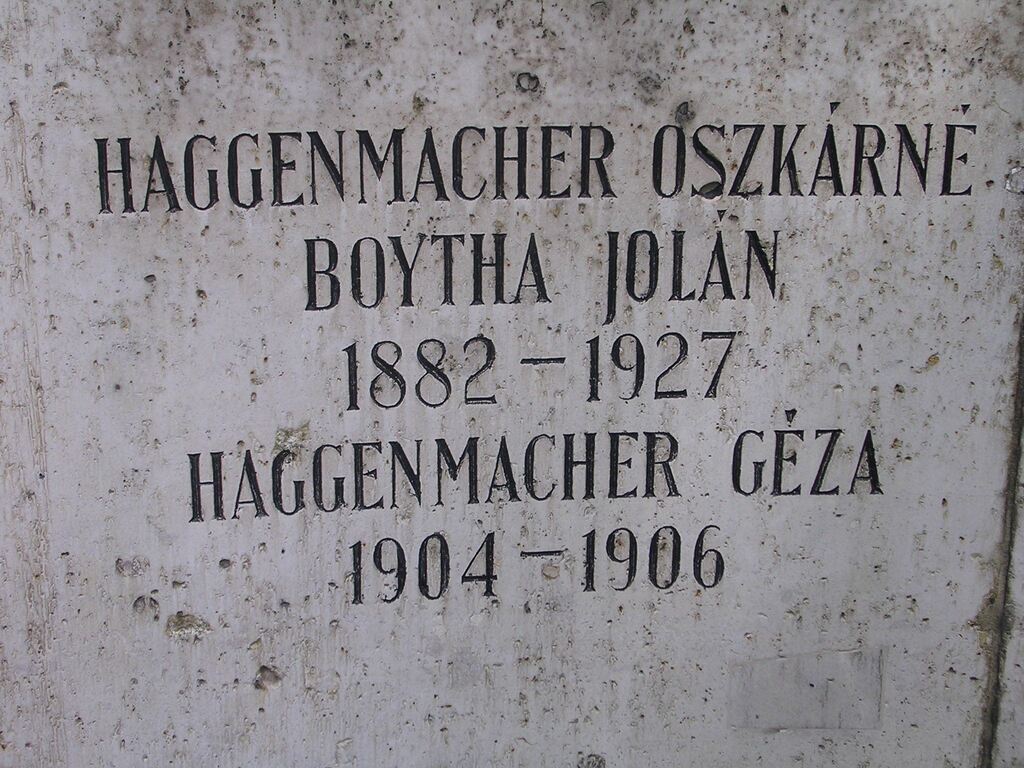 HAGGENMACHER OSZKÁRNÉ
BOYTHA JOLÁN
1882 – 1927
HAGGENMACHER GÉZA
1904 – 1906